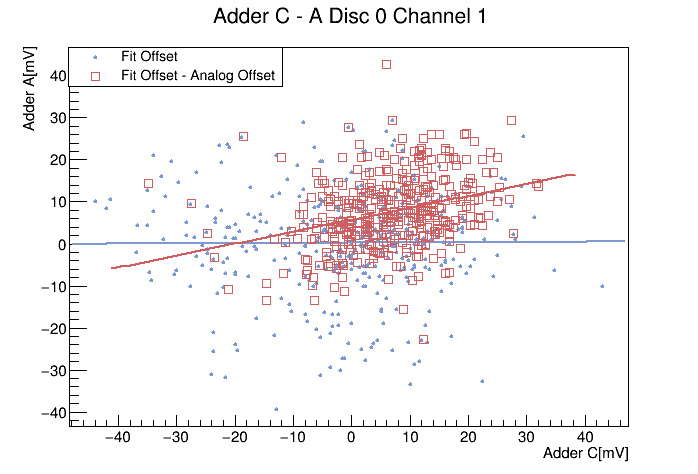 Adder C - A Disc 0 Channel 1
Adder A[mV]
Fit Offset
Fit Offset - Analog Offset
40
30
20
10
0
−10
−20
−30
−40
−40 −30 −20 −10 0 10 20 30 40
Adder C[mV]